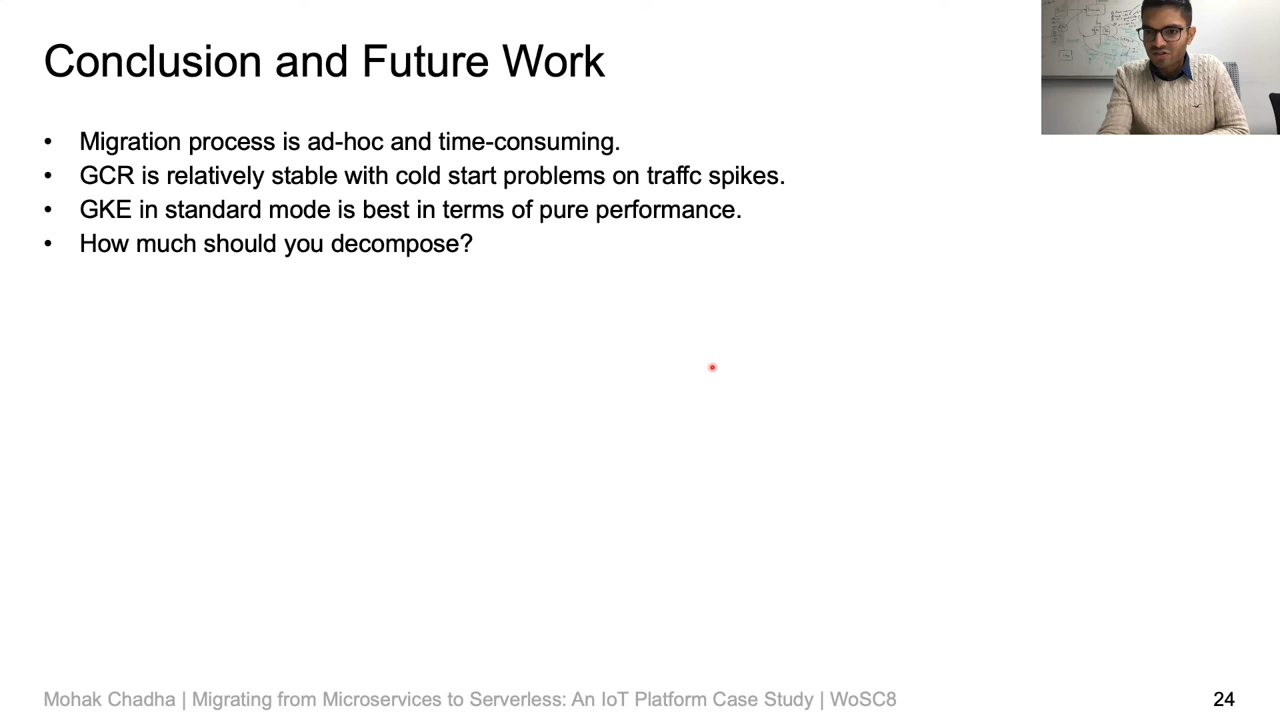 Conclusion and Future Work
• Migration process is ad-hoc and time-consuming.
• GCR is relatively stable with cold start problems on traffc spikes.
• GKE in standard mode is best in terms of pure performance.
• How much should you decompose?
Mohak Chadha | Migrating from Microservices to Serverless: An IoT Platform Case Study | WoSC8
24